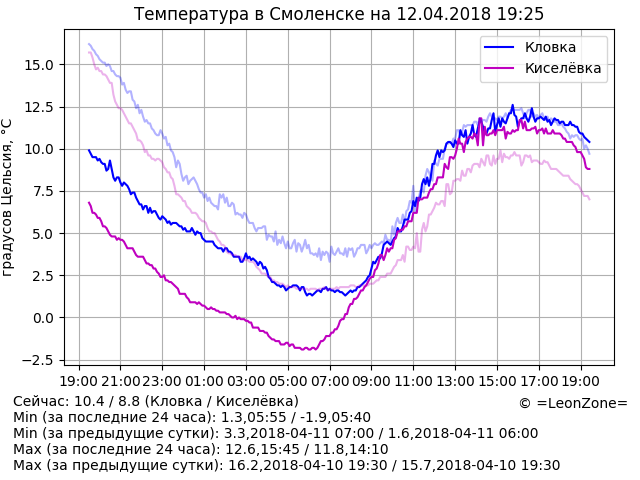 Температура в Смоленске на 12.04.2018 19:25
Кловка
Киселёвка
градусов Цельсия, °C
15.0
12.5
10.0
7.5
5.0
2.5
0.0
−2.5
19:00 21:00 23:00 01:00 03:00 05:00 07:00 09:00 11:00 13:00 15:00 17:00 19:00
Сейчас: 10.4 / 8.8 (Кловка / Киселёвка)
© =LeonZone=
Min (за последние 24 часа): 1.3,05:55 / -1.9,05:40
Min (за предыдущие сутки): 3.3,2018-04-11 07:00 / 1.6,2018-04-11 06:00
Max (за последние 24 часа): 12.6,15:45 / 11.8,14:10
Max (за предыдущие сутки): 16.2,2018-04-10 19:30 / 15.7,2018-04-10 19:30